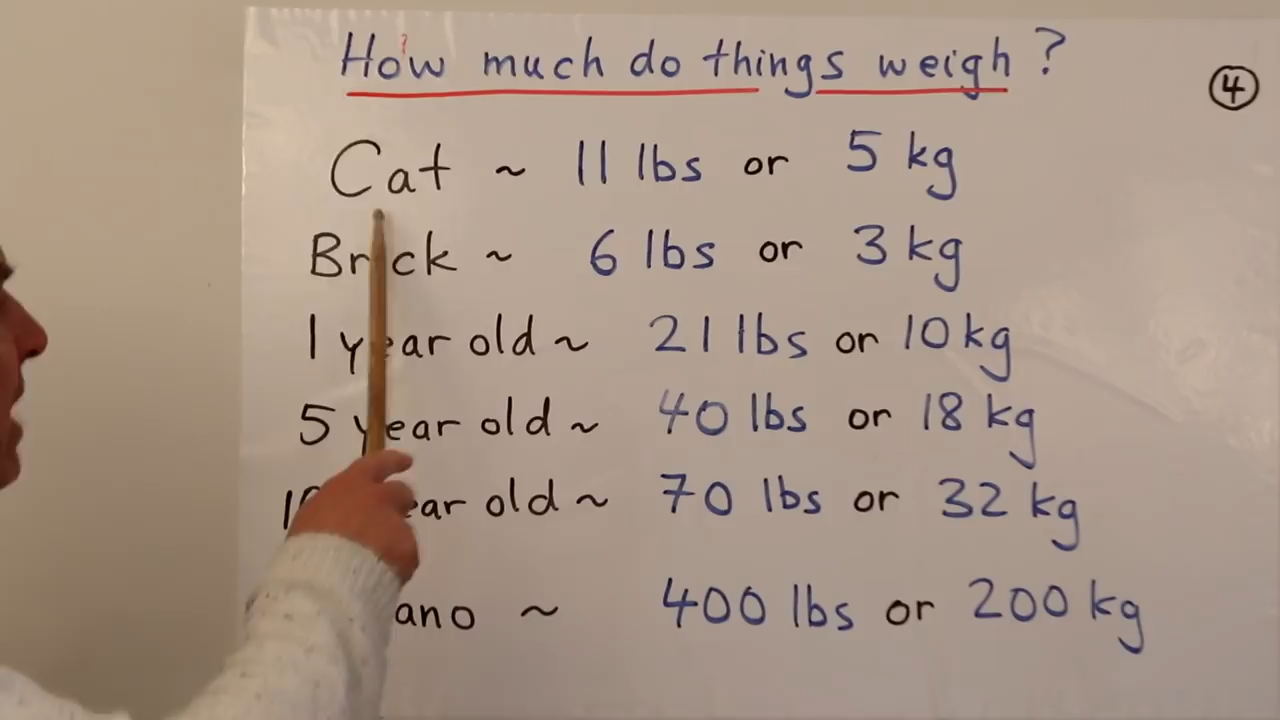 How much do things weigh?
4
Cat ~ 11 lbs or 5 kg
Brick ~ 6 lbs or 3 kg
1 year old ~ 21 lbs or 10 kg
5 year old ~ 40 lbs or 18 kg
year old ~ 70 lbs or 32 kg
~ 400 lbs or 200 kg